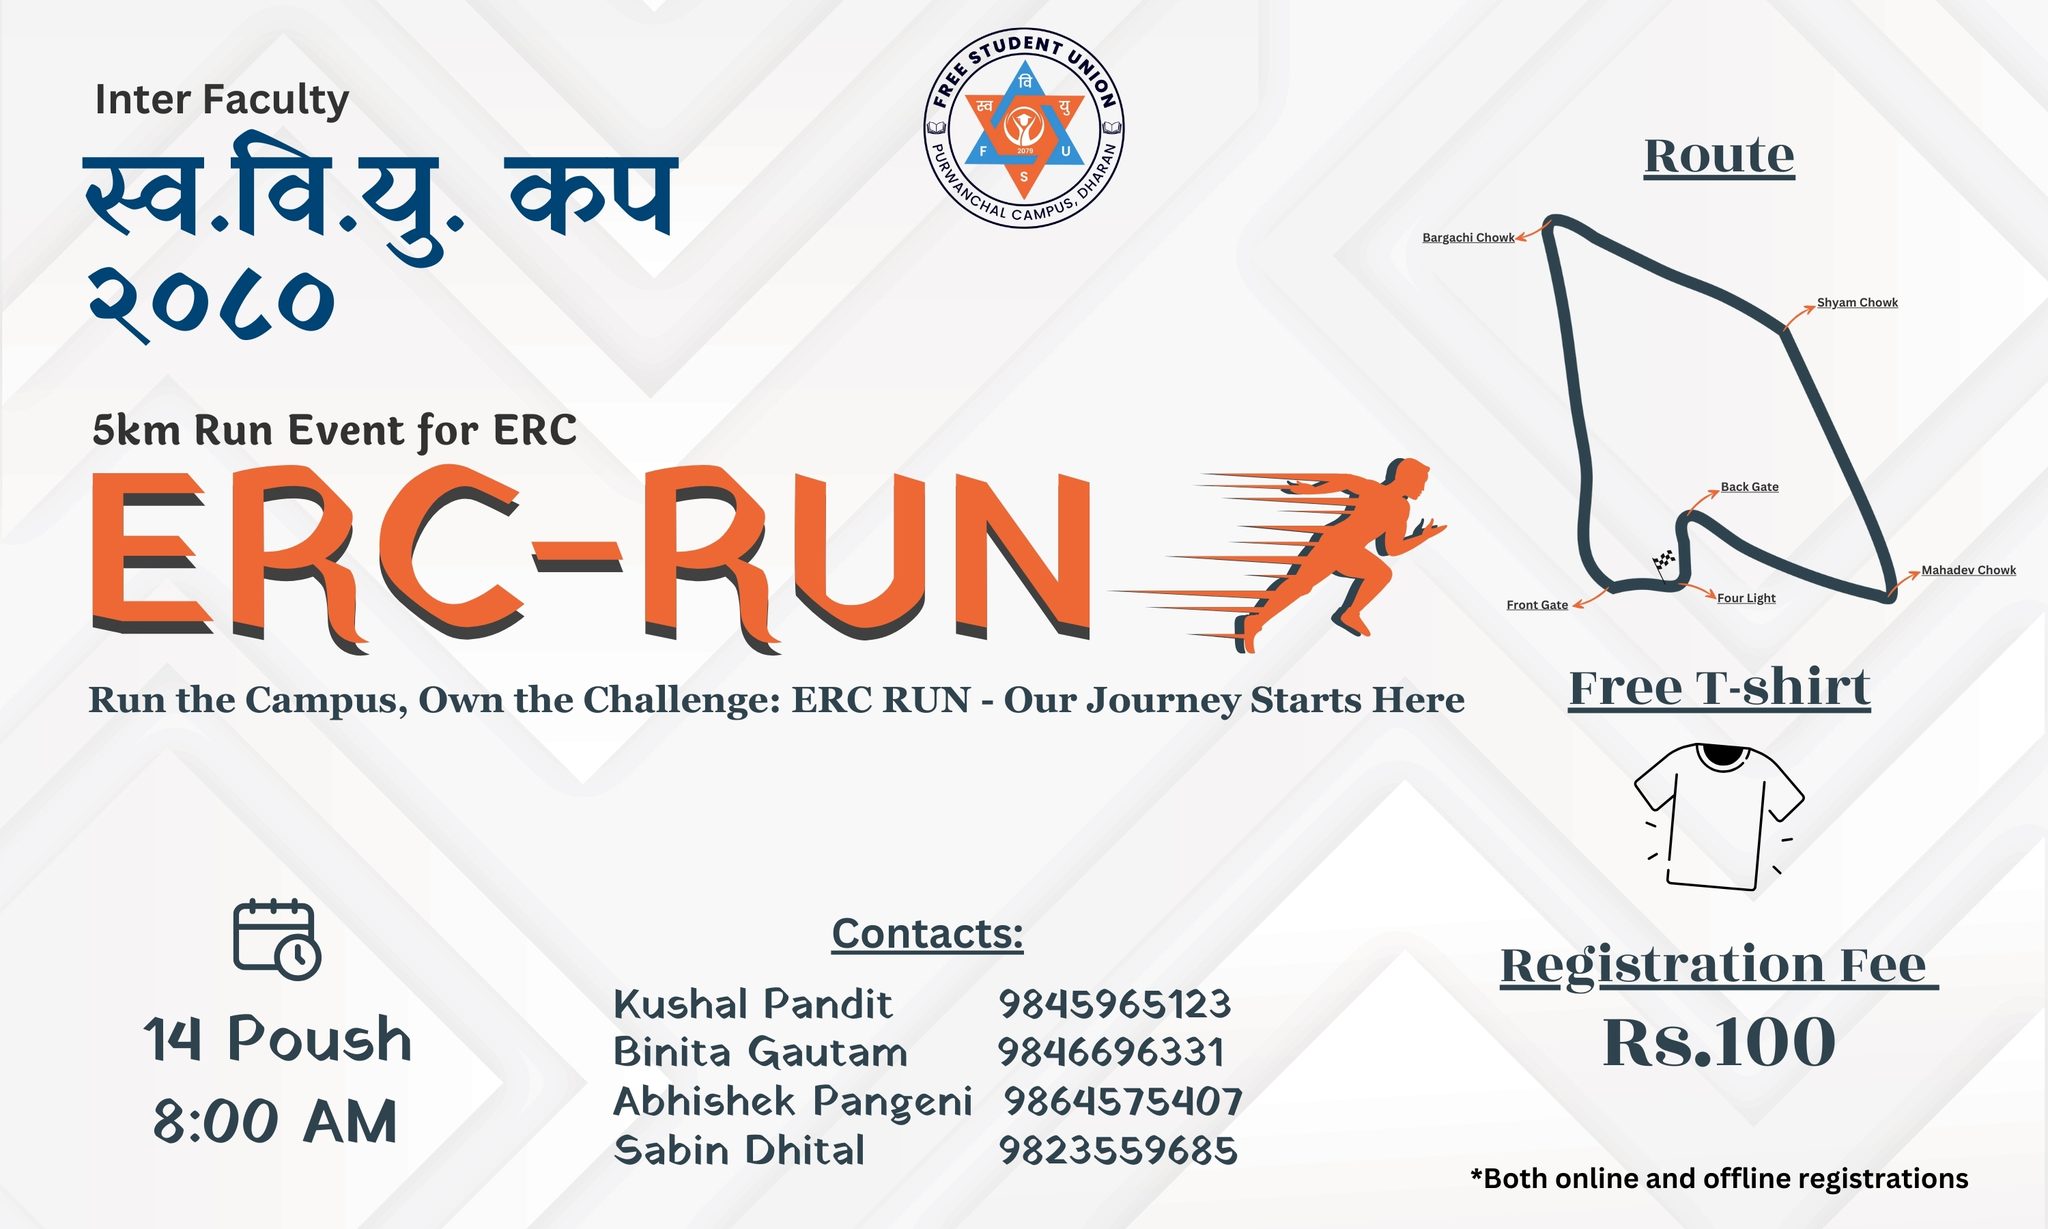 Inter Faculty
स्व.वि.यु. कप
२०८०
FREE STUDENT UNION
वि
स्व यु
2079
F U
S
PURWANCHAL CAMPUS, DHARAN
5km Run Event for ERC
ERC-RUN
Run the Campus, Own the Challenge: ERC RUN - Our Journey Starts Here
Route
Bargachi Chowk
Shyam Chowk
Back Gate
Mahadev Chowk
Front Gate
Four Light
Free T-shirt
14 Poush
8:00 AM
Contacts:
Kushal Pandit 9845965123
Binita Gautam 9846696331
Abhishek Pangeni 9864575407
Sabin Dhital 9823559685
Registration Fee
Rs.100
*Both online and offline registrations